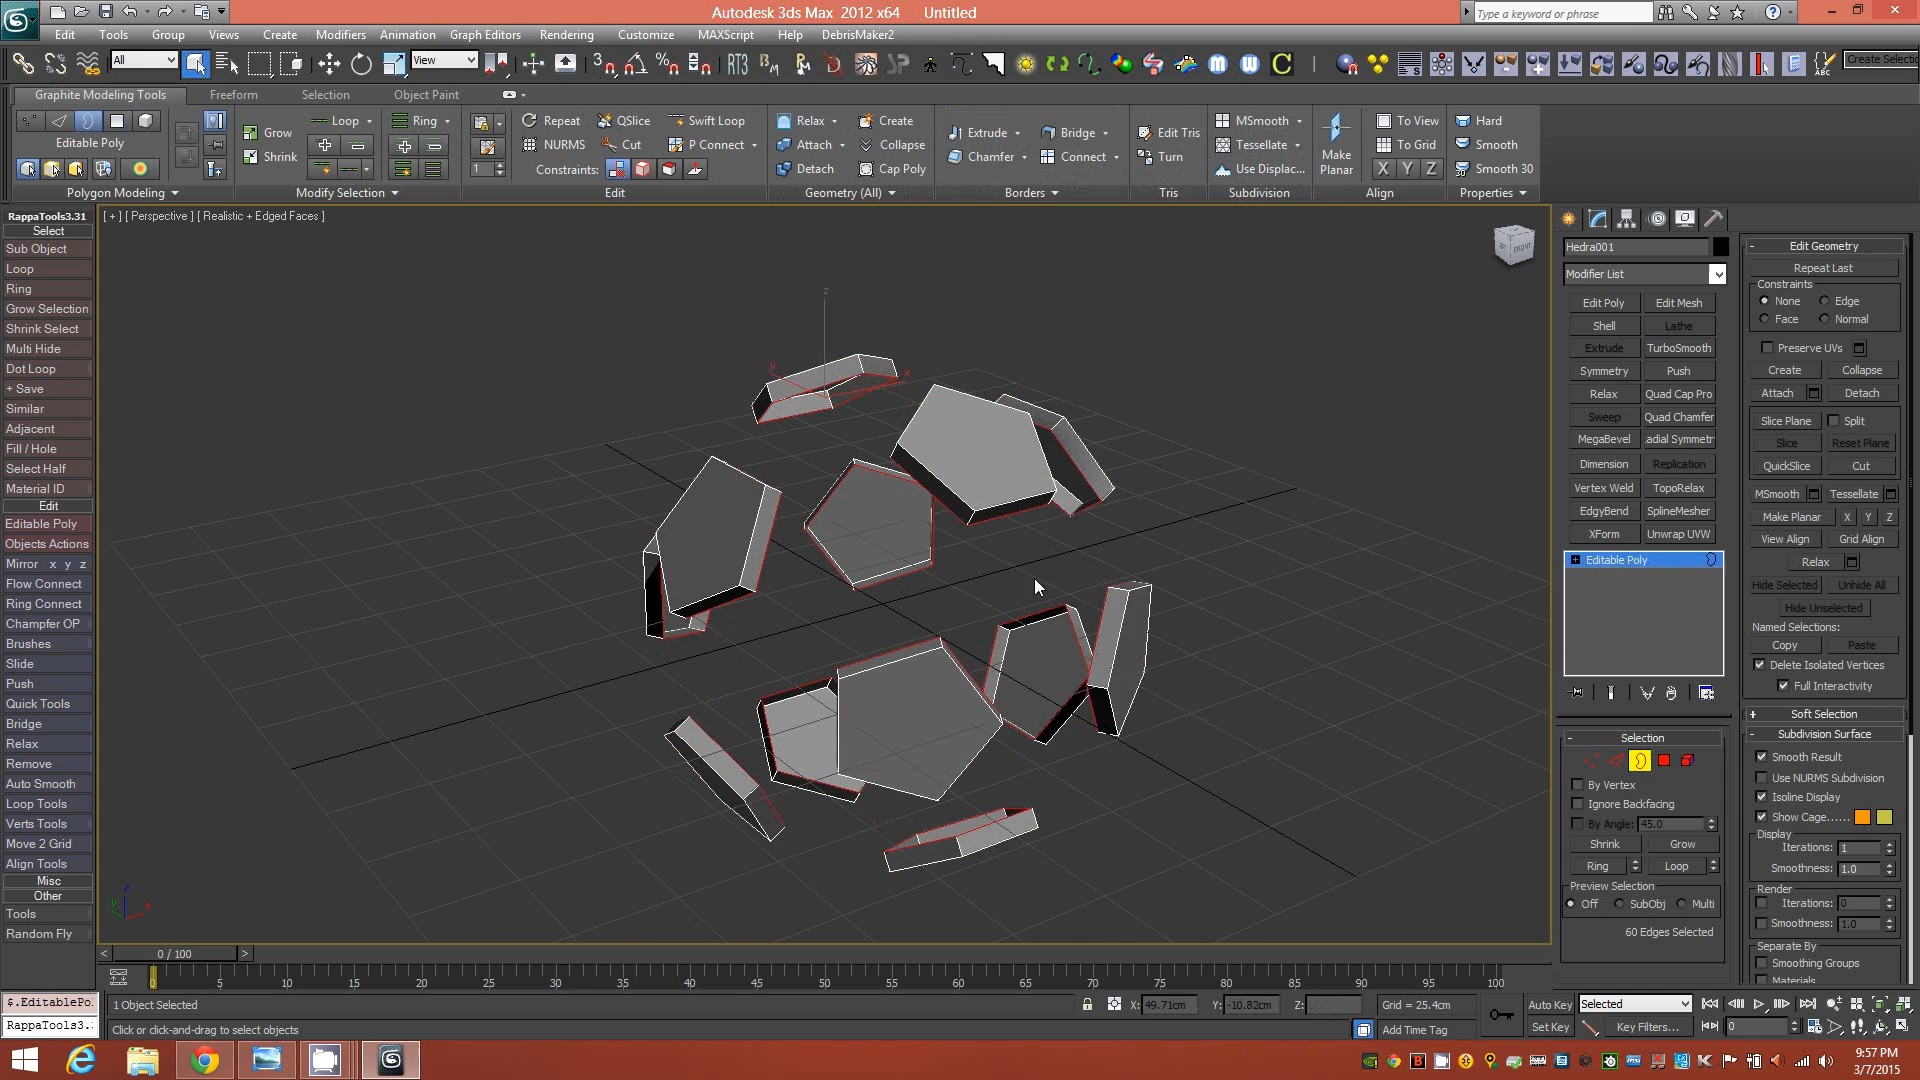 Autodesk 3ds Max 2012 x64 Untitled
Type a keyword or phrase
Edit Tools Group Views Create Modifiers Animation Graph Editors Rendering Customize MAXScript Help DebrisMaker2
All
View
Create Selectio
Graphite Modeling Tools Freeform Selection Object Paint
Editable Poly
Polygon Modeling
Grow
Shrink
Loop
Ring
Modify Selection
Repeat QSlice Swift Loop
NURMS Cut P Connect
Constraints:
Edit
Relax Create
Attach Collapse
Detach Cap Poly
Geometry (All)
Extrude Bridge
Chamfer Connect
Borders
Edit Tris
Turn
Tris
MSmooth
Tessellate
Use Displac...
Subdivision
Make Planar
To View
To Grid
X Y Z
Align
Hard
Smooth
Smooth 30
Properties
RappaTools3.31
Select
Sub Object
Loop
Ring
Grow Selection
Shrink Select
Multi Hide
Dot Loop
+ Save
Similar
Adjacent
Fill / Hole
Select Half
Material ID
Edit
Editable Poly
Objects Actions
Mirror x y z
Flow Connect
Ring Connect
Champfer OP
Brushes
Slide
Push
Quick Tools
Bridge
Relax
Remove
Auto Smooth
Loop Tools
Verts Tools
Move 2 Grid
Align Tools
Misc
Other
Tools
Random Fly
[ + ] [ Perspective ] [ Realistic + Edged Faces ]
FRONT
z
y
x
Hedra001
Modifier List
Edit Poly Edit Mesh
Shell Lathe
Extrude TurboSmooth
Symmetry Push
Relax Quad Cap Pro
Sweep Quad Chamfer
MegaBevel adial Symmetr
Dimension Replication
Vertex Weld TopoRelax
EdgyBend SplineMesher
XForm Unwrap UVW
Editable Poly
Selection
By Vertex
Ignore Backfacing
By Angle: 45.0
Shrink Grow
Ring Loop
Preview Selection
Off SubObj Multi
60 Edges Selected
Edit Geometry
Repeat Last
Constraints
None Edge
Face Normal
Preserve UVs
Create Collapse
Attach Detach
Slice Plane Split
Slice Reset Plane
QuickSlice Cut
MSmooth Tessellate
Make Planar X Y Z
View Align Grid Align
Relax
Hide Selected Unhide All
Hide Unselected
Named Selections:
Copy Paste
Delete Isolated Vertices
Full Interactivity
Soft Selection
Subdivision Surface
Smooth Result
Use NURMS Subdivision
Isoline Display
Show Cage......
Display
Iterations: 1
Smoothness: 1.0
Render
Iterations: 0
Smoothness: 1.0
Separate By
Smoothing Groups
Materials
0 / 100
0 5 10 15 20 25 30 35 40 45 50 55 60 65 70 75 80 85 90 95 100
$.EditablePo
RappaTools3.
1 Object Selected
Click or click-and-drag to select objects
X: 49.71cm Y: -10.82cm Z: Grid = 25.4cm
Add Time Tag
Auto Key Selected
Set Key Key Filters... 0
9:57 PM
3/7/2015